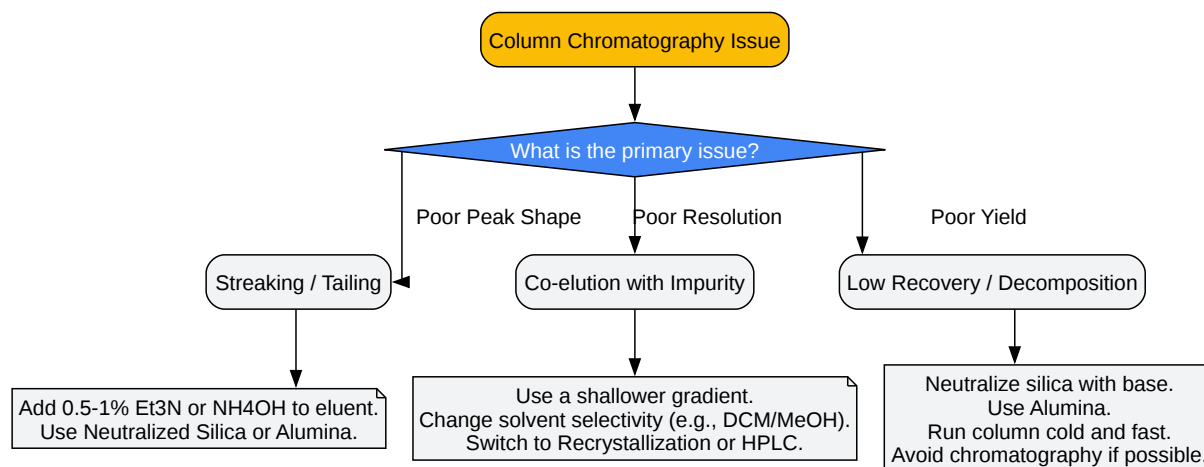 Column Chromatography Issue
What is the primary issue?
Poor Peak Shape
Poor Resolution
Poor Yield
Streaking / Tailing
Co-elution with Impurity
Low Recovery / Decomposition
Add 0.5-1% Et3N or NH4OH to eluent.
Use Neutralized Silica or Alumina.
Use a shallower gradient.
Change solvent selectivity (e.g., DCM/MeOH).
Switch to Recrystallization or HPLC.
Neutralize silica with base.
Use Alumina.
Run column cold and fast.
Avoid chromatography if possible.